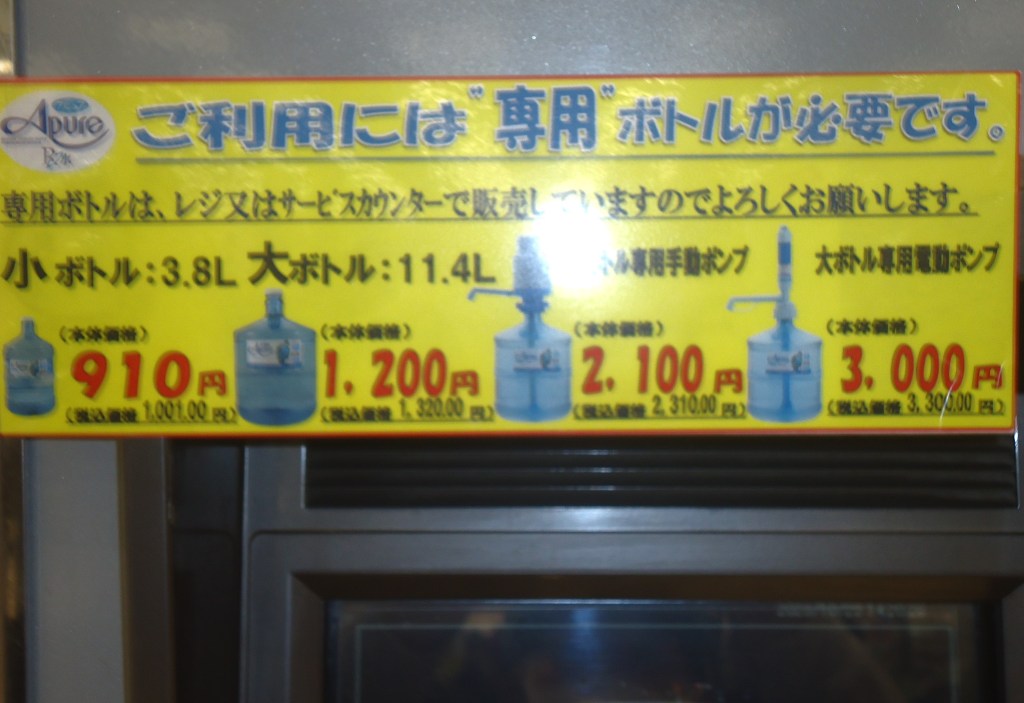 Apure
ご利用には"専用"ボトルが必要です。
専用ボトルは、レジ又はサービスカウンターで販売していますのでよろしくお願いします。
小ボトル:3.8L 大ボトル:11.4L トル専用手動ポンプ 大ボトル専用電動ポンプ
(本体価格) (本体価格) (本体価格) (本体価格)
910円 1,200円 2,100円 3,000円
(税込価格 1,001.00 円) (税込価格 1,320.00 円) (税込価格 2,310.00 円) (税込価格 3,300.00 円)